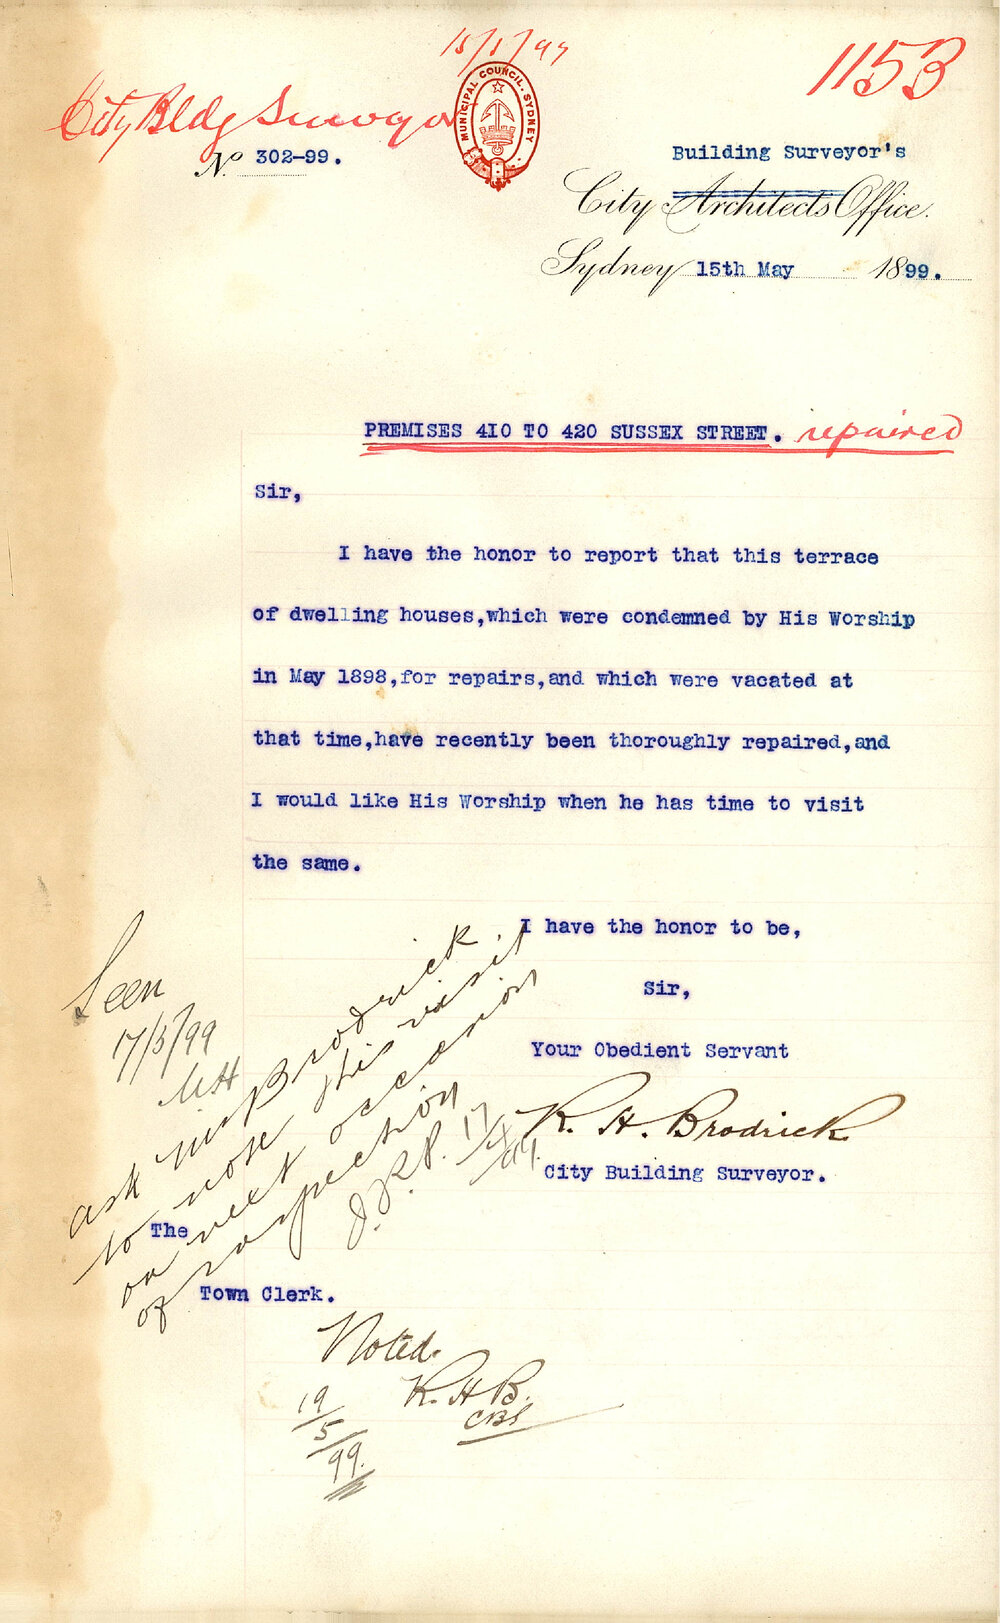 15/5/99
1153
City Bldg Surveyor
MUNICIPAL COUNCIL. SYDNEY
No 302-99.
Building Surveyor's
City Architects Office.
Sydney 15th May 1899.
PREMISES 410 TO 420 SUSSEX STREET. repaired
Sir,
I have the honor to report that this terrace
of dwelling houses,which were condemned by His Worship
in May 1898,for repairs,and which were vacated at
that time,have recently been thoroughly repaired,and
I would like His Worship when he has time to visit
the same.
I have the honor to be,
Sir,
Your Obedient Servant
R. H. Brodrick
City Building Surveyor.
Seen
17/5/99
MH
ask Mr Brodrick.
to note this visit
on next occasion
of inspection
17/5/99.
The
Town Clerk.
Noted.
R. H. B.
CBS
19/5/99.